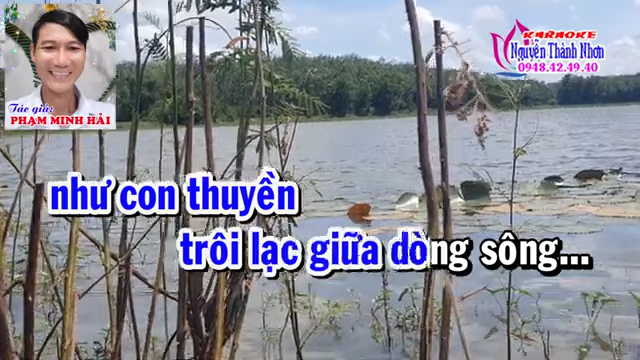 KARAOKE
Nguyễn Thành Nhơn
0948.42.49.40
Tác giả:
PHẠM MINH HẢI
như con thuyền
trôi lạc giữa dòng sông...